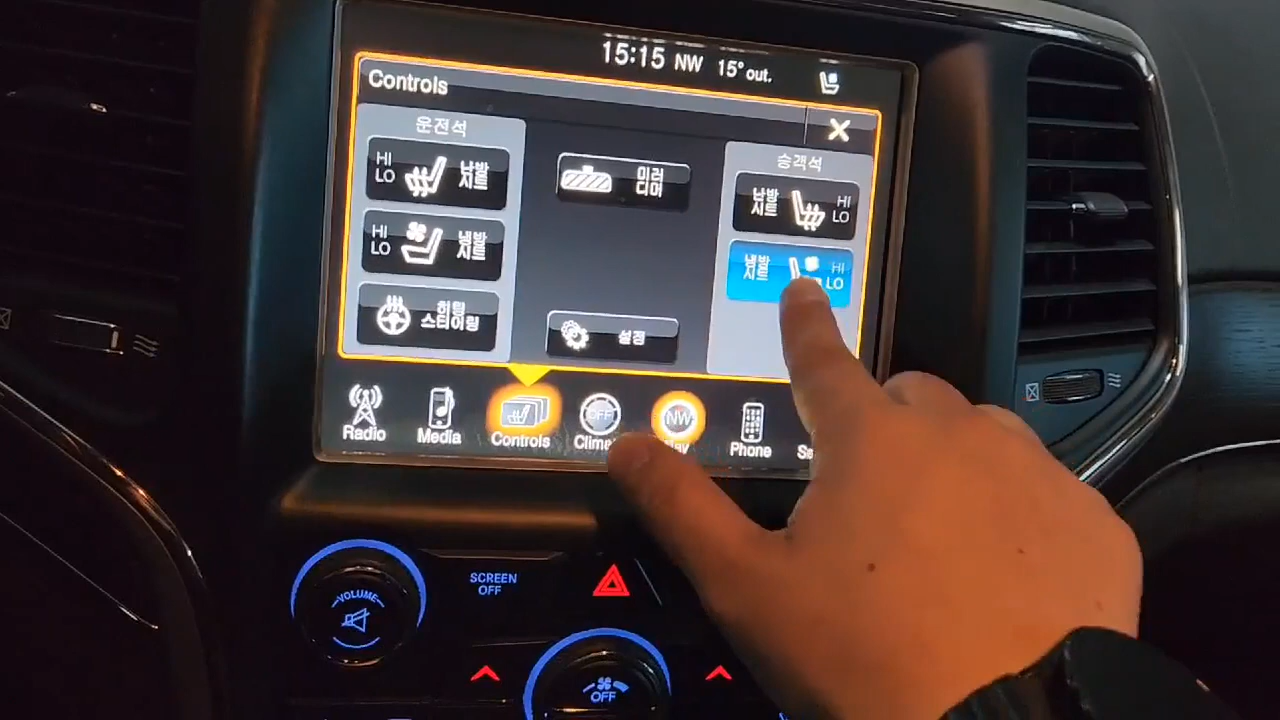 15:15 NW 15° out.
Controls
운전석
HI
LO
난방
시트
HI
LO
냉방
시트
히팅
스티어링
미러
디머
설정
승객석
난방
시트
HI
LO
냉방
시트
HI
LO
Radio
Media
Controls
OFF
NW
Phone
VOLUME
SCREEN
OFF
OFF